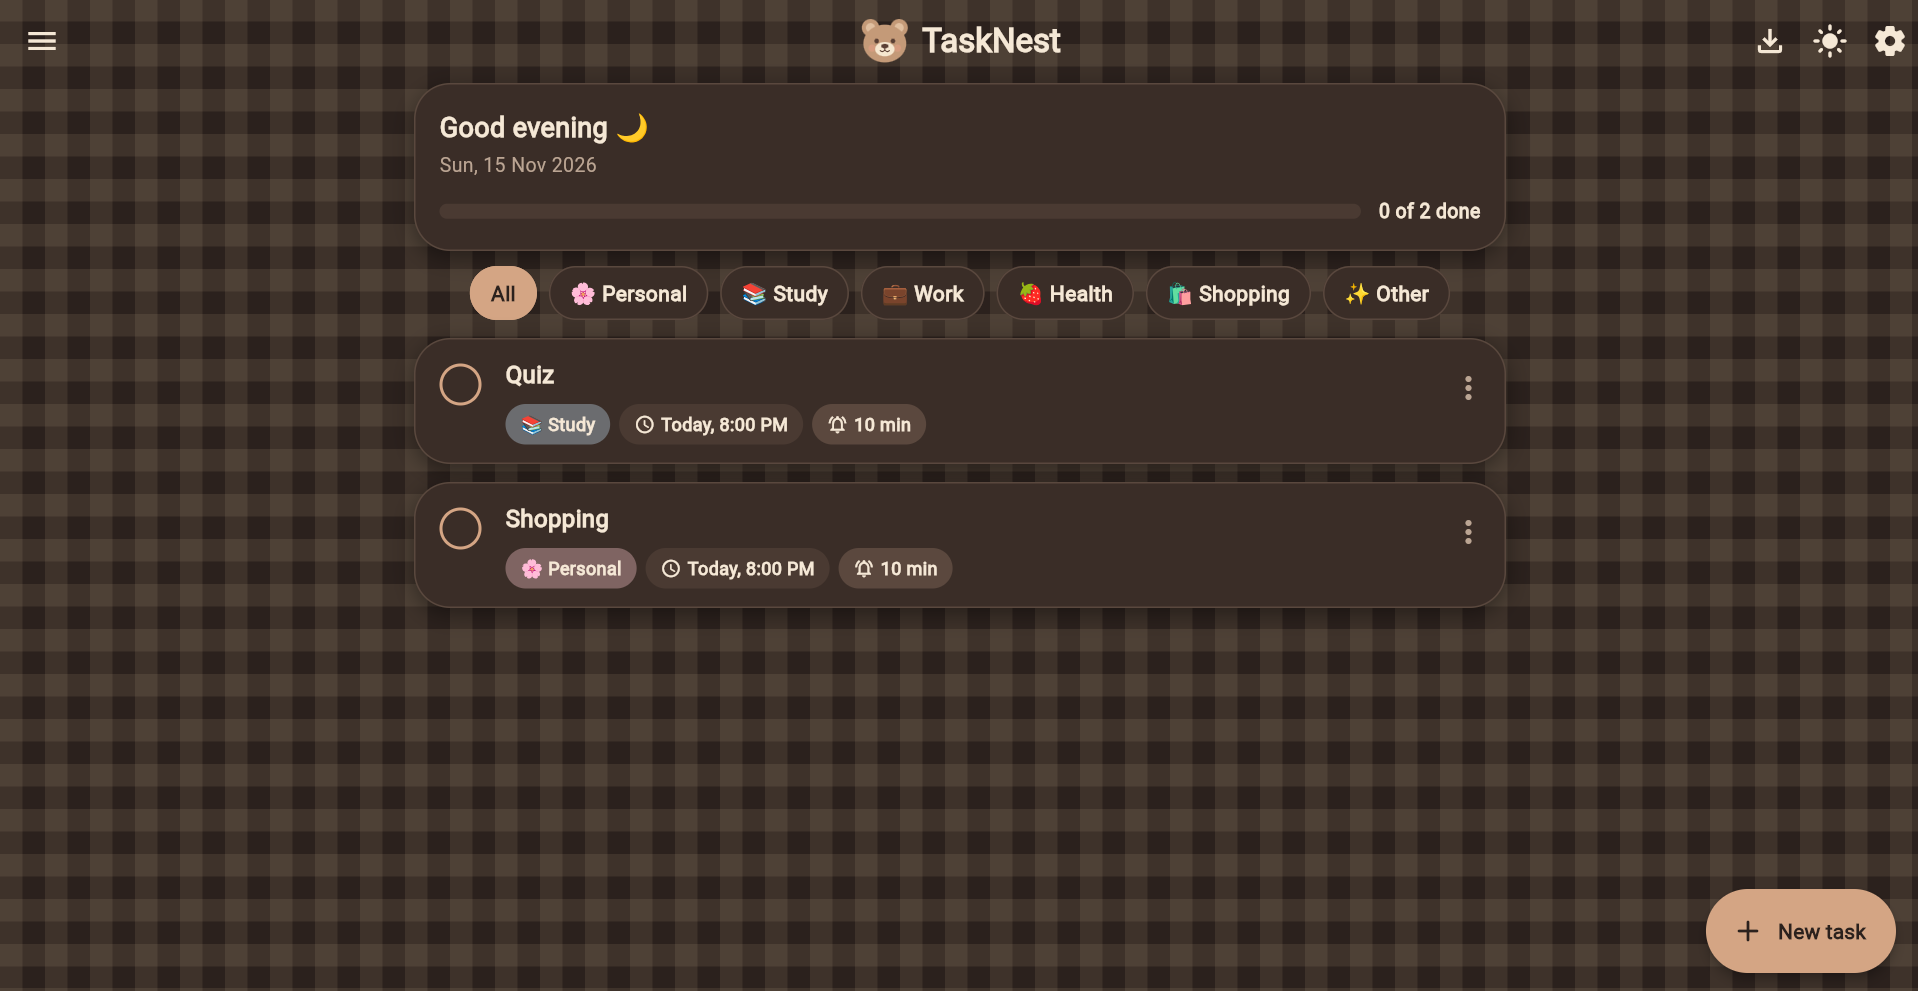 TaskNest
Good evening 🌙
Sun, 15 Nov 2026
0 of 2 done
All
🌸 Personal
📚 Study
💼 Work
🍓 Health
🛍️ Shopping
✨ Other
Quiz
📚 Study
Today, 8:00 PM
10 min
Shopping
🌸 Personal
Today, 8:00 PM
10 min
+ New task